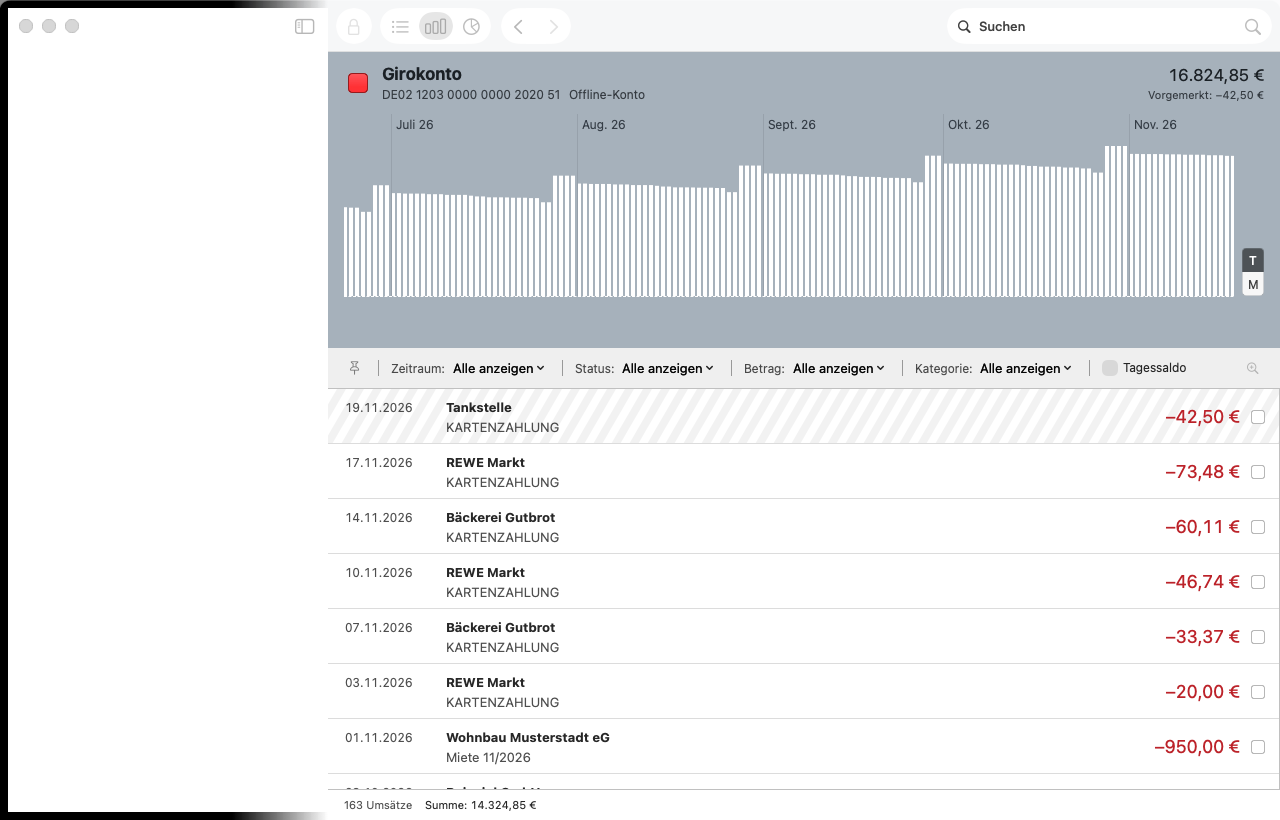 Suchen
Girokonto
16.824,85 €
DE02 1203 0000 0000 2020 51 Offline-Konto
Vorgemerkt: −42,50 €
Juli 26
Aug. 26
Sept. 26
Okt. 26
Nov. 26
T
M
Zeitraum: Alle anzeigen
Status: Alle anzeigen
Betrag: Alle anzeigen
Kategorie: Alle anzeigen
Tagessaldo
19.11.2026 Tankstelle −42,50 €
KARTENZAHLUNG
17.11.2026 REWE Markt −73,48 €
KARTENZAHLUNG
14.11.2026 Bäckerei Gutbrot −60,11 €
KARTENZAHLUNG
10.11.2026 REWE Markt −46,74 €
KARTENZAHLUNG
07.11.2026 Bäckerei Gutbrot −33,37 €
KARTENZAHLUNG
03.11.2026 REWE Markt −20,00 €
KARTENZAHLUNG
01.11.2026 Wohnbau Musterstadt eG −950,00 €
Miete 11/2026
163 Umsätze Summe: 14.324,85 €